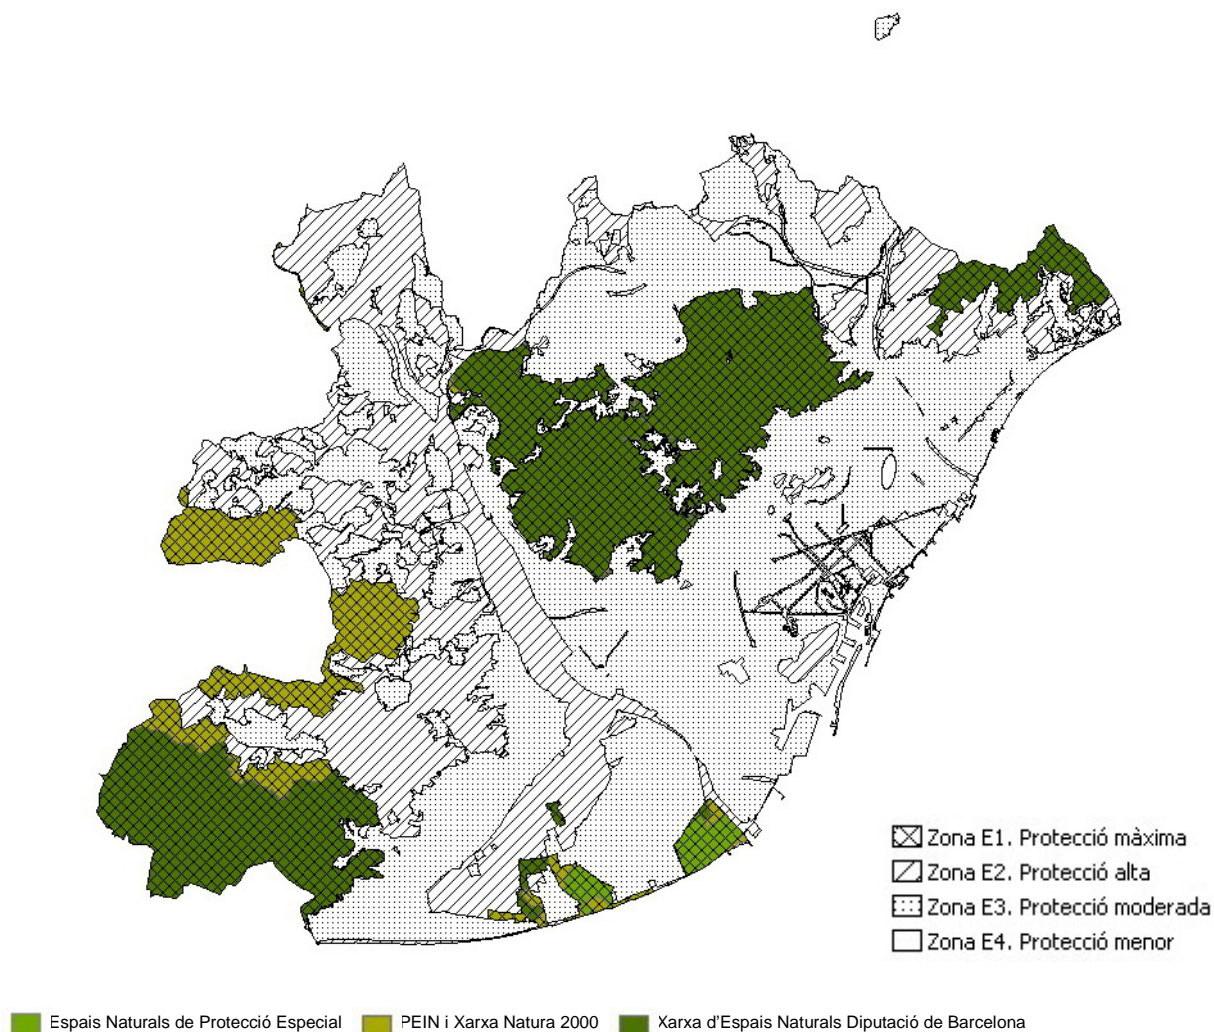 Zona E1. Protecció màxima
Zona E2. Protecció alta
Zona E3. Protecció moderada
Zona E4. Protecció menor
Espais Naturals de Protecció Especial
PEIN i Xarxa Natura 2000
Xarxa d'Espais Naturals Diputació de Barcelona